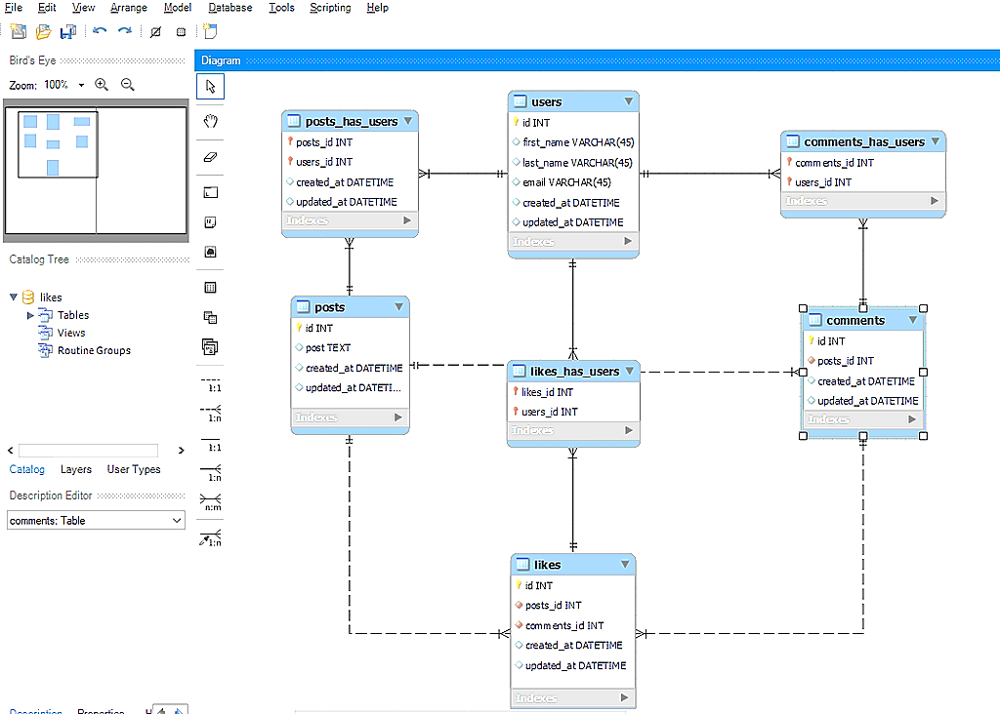 File Edit View Arrange Model Database Tools Scripting Help
Bird's Eye
Zoom: 100%
Catalog Tree
likes
Tables
Views
Routine Groups
Catalog Layers User Types
Description Editor
comments: Table
Description Properties H
Diagram
1:1
1:n
1:1
1:n
n:m
1:n
posts_has_users
posts_id INT
users_id INT
created_at DATETIME
updated_at DATETIME
Indexes
users
id INT
first_name VARCHAR(45)
last_name VARCHAR(45)
email VARCHAR(45)
created_at DATETIME
updated_at DATETIME
Indexes
comments_has_users
comments_id INT
users_id INT
Indexes
posts
id INT
post TEXT
created_at DATETIME
updated_at DATETI...
Indexes
likes_has_users
likes_id INT
users_id INT
Indexes
comments
id INT
posts_id INT
created_at DATETIME
updated_at DATETIME
Indexes
likes
id INT
posts_id INT
comments_id INT
created_at DATETIME
updated_at DATETIME
Indexes